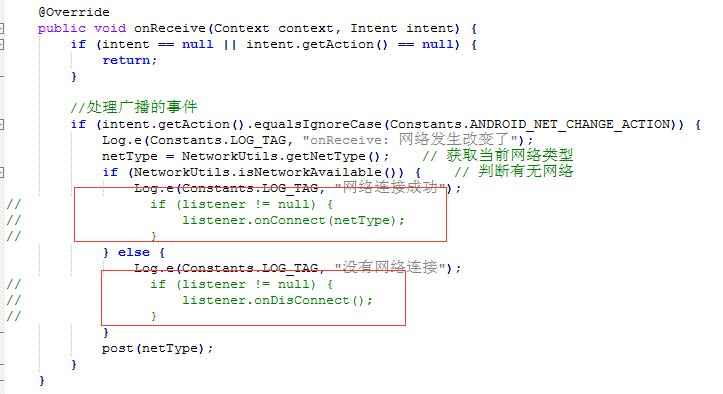 @Override
public void onReceive(Context context, Intent intent) {
    if (intent == null || intent.getAction() == null) {
        return;
    }

    //处理广播的事件
    if (intent.getAction().equalsIgnoreCase(Constants.ANDROID_NET_CHANGE_ACTION)) {
        Log.e(Constants.LOG_TAG, "onReceive: 网络发生改变了");
        netType = NetworkUtils.getNetType();    // 获取当前网络类型
        if (NetworkUtils.isNetworkAvailable()) {    // 判断有无网络
            Log.e(Constants.LOG_TAG, "网络连接成功");
//                if (listener != null) {
//                    listener.onConnect(netType);
//                }
        } else {
            Log.e(Constants.LOG_TAG, "没有网络连接");
//                if (listener != null) {
//                    listener.onDisConnect();
//                }
        }
        post(netType);
    }
}